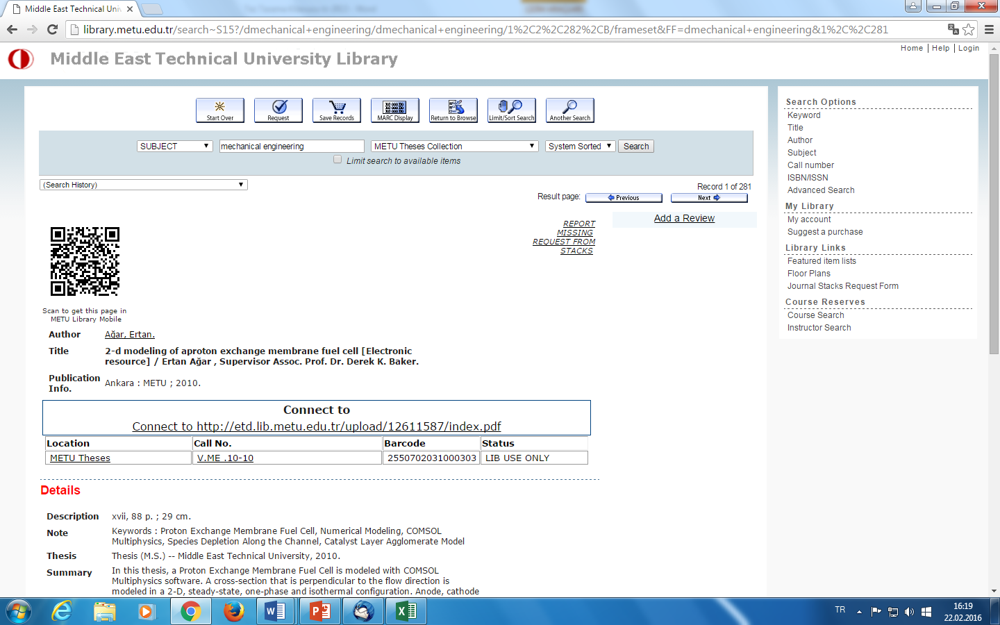 Middle East Technical Univ
library.metu.edu.tr/search~S15?/dmechanical+engineering/dmechanical+engineering/1%2C2%2C282%2CB/frameset&FF=dmechanical+engineering&1%2C%2C281
Home | Help | Login
Middle East Technical University Library
Start Over
Request
Save Records
MARC Display
Return to Browse
Limit/Sort Search
Another Search
SUBJECT
mechanical engineering
METU Theses Collection
System Sorted
Search
Limit search to available items
(Search History)
Record 1 of 281
Result page:
Previous
Next
REPORT
MISSING
REQUEST FROM
STACKS
Add a Review
Scan to get this page in
METU Library Mobile
Author Ağar, Ertan.
Title 2-d modeling of aproton exchange membrane fuel cell [Electronic
resource] / Ertan Ağar , Supervisor Assoc. Prof. Dr. Derek K. Baker.
Publication
Info. Ankara : METU ; 2010.
Connect to
Connect to http://etd.lib.metu.edu.tr/upload/12611587/index.pdf
Location Call No. Barcode Status
METU Theses V.ME .10-10 2550702031000303 LIB USE ONLY
Details
Description xvii, 88 p. ; 29 cm.
Note Keywords : Proton Exchange Membrane Fuel Cell, Numerical Modeling, COMSOL
Multiphysics, Species Depletion Along the Channel, Catalyst Layer Agglomerate Model
Thesis Thesis (M.S.) -- Middle East Technical University, 2010.
Summary In this thesis, a Proton Exchange Membrane Fuel Cell is modeled with COMSOL
Multiphysics software. A cross-section that is perpendicular to the flow direction is
modeled in a 2-D, steady-state, one-phase and isothermal configuration. Anode, cathode
Search Options
Keyword
Title
Author
Subject
Call number
ISBN/ISSN
Advanced Search
My Library
My account
Suggest a purchase
Library Links
Featured item lists
Floor Plans
Journal Stacks Request Form
Course Reserves
Course Search
Instructor Search
TR
16:19
22.02.2016